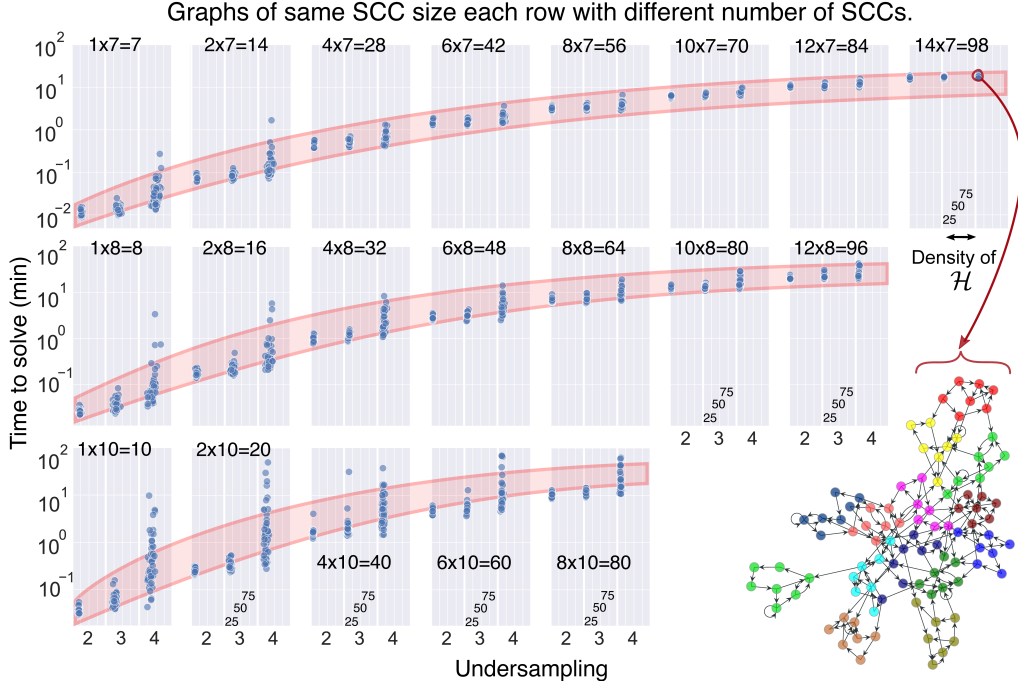 Graphs of same SCC size each row with different number of SCCs.
10²
1x7=7 2x7=14 4x7=28 6x7=42 8x7=56 10x7=70 12x7=84 14x7=98
10¹
10⁰
10⁻¹
10⁻²
75
50
25
Density of
ℋ
10²
1x8=8 2x8=16 4x8=32 6x8=48 8x8=64 10x8=80 12x8=96
10¹
10⁰
10⁻¹
75 75
50 50
25 25
2 3 4 2 3 4
Time to solve (min)
10²
1x10=10 2x10=20
10¹
10⁰
10⁻¹
4x10=40 6x10=60 8x10=80
75 75 75 75
50 50 50 50
25 25 25 25
2 3 4 2 3 4 2 3 4 2 3 4 2 3 4
Undersampling